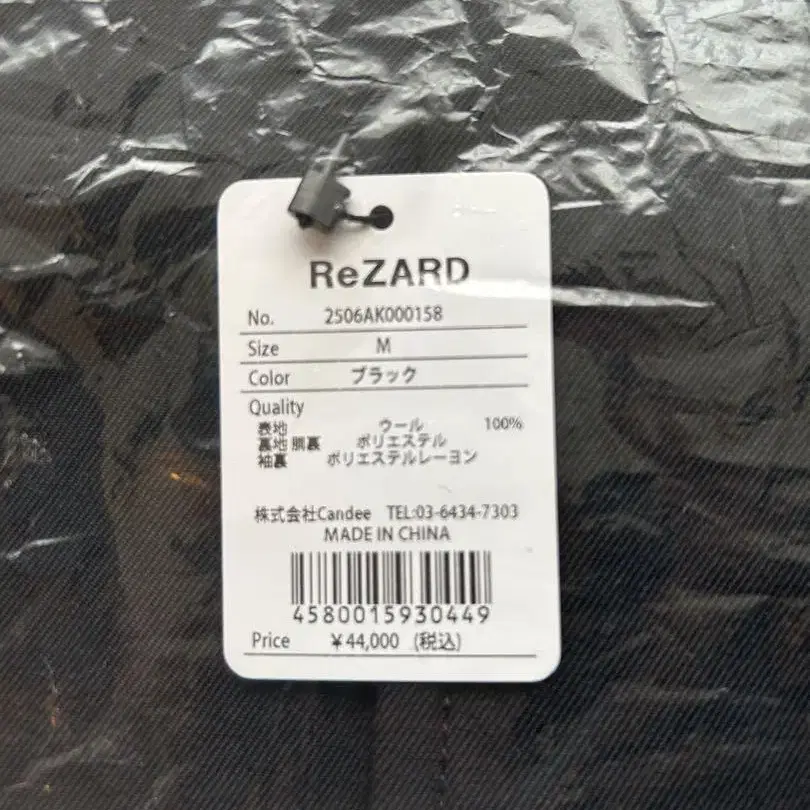 ReZARD
No. 2506AK000158
Size M
Color ブラック
Quality
表地 ウール 100%
裏地 胴裏 ポリエステル
袖裏 ポリエステルレーヨン
株式会社Candee TEL:03-6434-7303
MADE IN CHINA
4580015930449
Price ¥44,000 (税込)